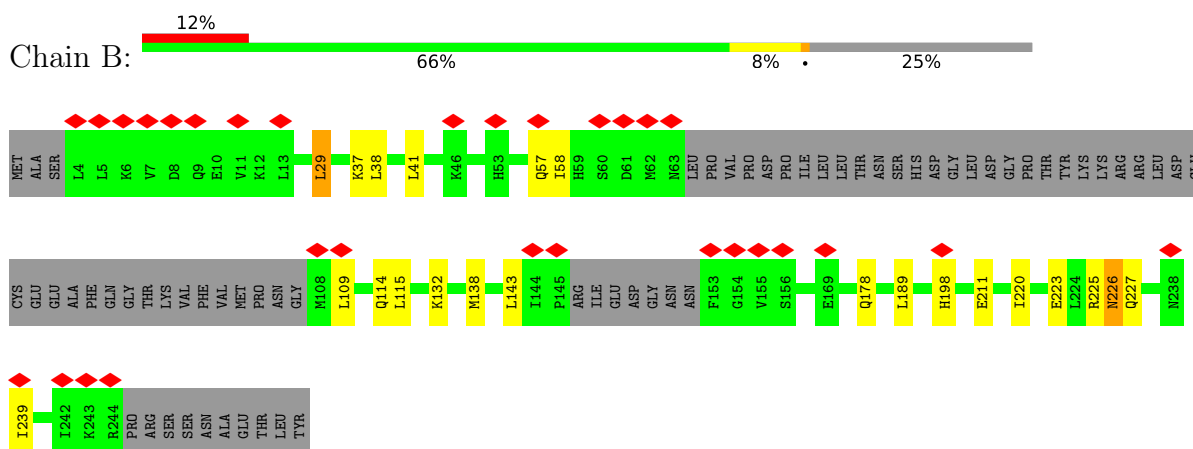 12%
Chain B:
66% 8% • 25%
MET ALA SER L4 L5 K6 V7 D8 Q9 E10 V11 K12 L13 L29 K37 L38 L41 K46 H53 Q57 I58 H59 S60 D61 M62 N63 LEU PRO VAL PRO ASP PRO ILE LEU LEU THR ASN SER HIS ASP GLY LEU ASP GLY PRO THR TYR LYS LYS ARG ARG LEU ASP
CYS GLU GLU ALA PHE GLN GLY THR LYS VAL PHE VAL MET PRO ASN GLY M108 L109 Q114 L115 K132 M138 L143 I144 P145 ARG ILE GLU ASP GLY ASN ASN F153 G154 V155 S156 E169 Q178 L189 H198 E211 I220 E223 L224 R225 N226 Q227 N238
I239 I242 K243 R244 PRO ARG SER SER ASN ALA GLU THR LEU TYR